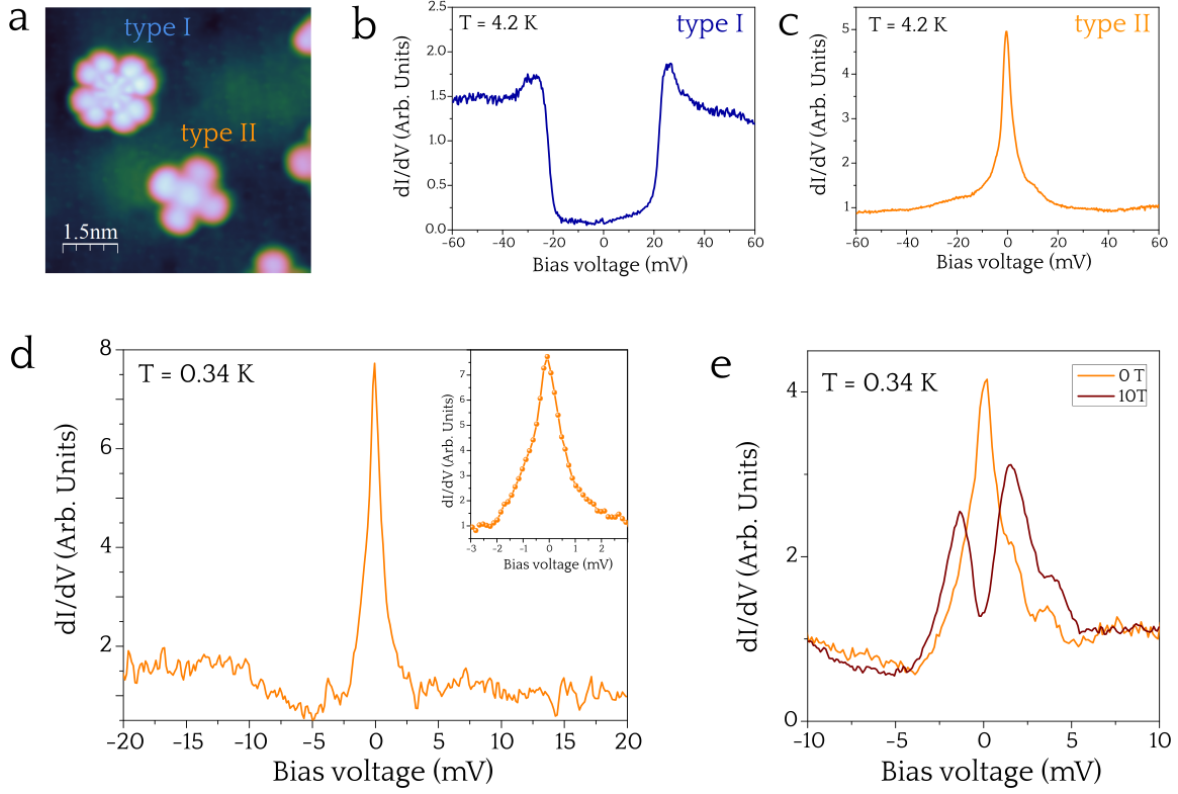 a
type I
type II
1.5nm
b
T = 4.2 K
type I
2.5
2.0
1.5
1.0
0.5
0.0
-60
-40
-20
0
20
40
60
dI/dV (Arb. Units)
Bias voltage (mV)
c
T = 4.2 K
type II
5
4
3
2
1
-60
-40
-20
0
20
40
60
dI/dV (Arb. Units)
Bias voltage (mV)
d
T = 0.34 K
8
6
4
2
-20
-15
-10
-5
0
5
10
15
20
dI/dV (Arb. Units)
Bias voltage (mV)
7
6
5
4
3
2
1
-3
-2
-1
0
1
2
dI/dV (Arb. Units)
Bias voltage (mV)
e
T = 0.34 K
0 T
10T
4
2
0
-10
-5
0
5
10
dI/dV (Arb. Units)
Bias voltage (mV)